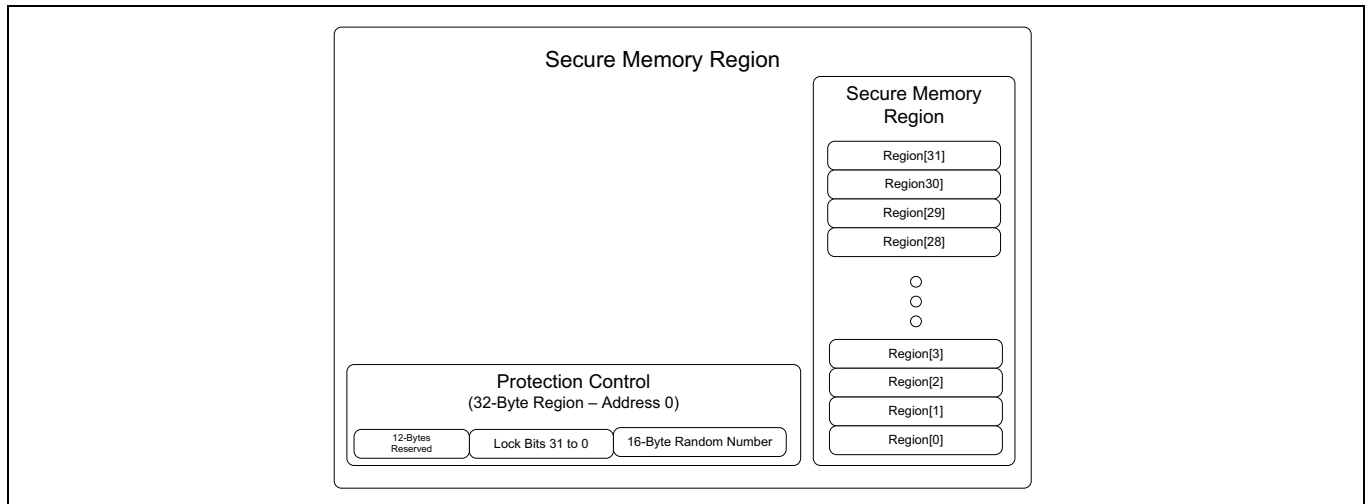 Secure Memory Region
Secure Memory
Region
Region[31]
Region30]
Region[29]
Region[28]
Region[3]
Region[2]
Region[1]
Region[0]
Protection Control
(32-Byte Region – Address 0)
12-Bytes
Reserved
Lock Bits 31 to 0
16-Byte Random Number